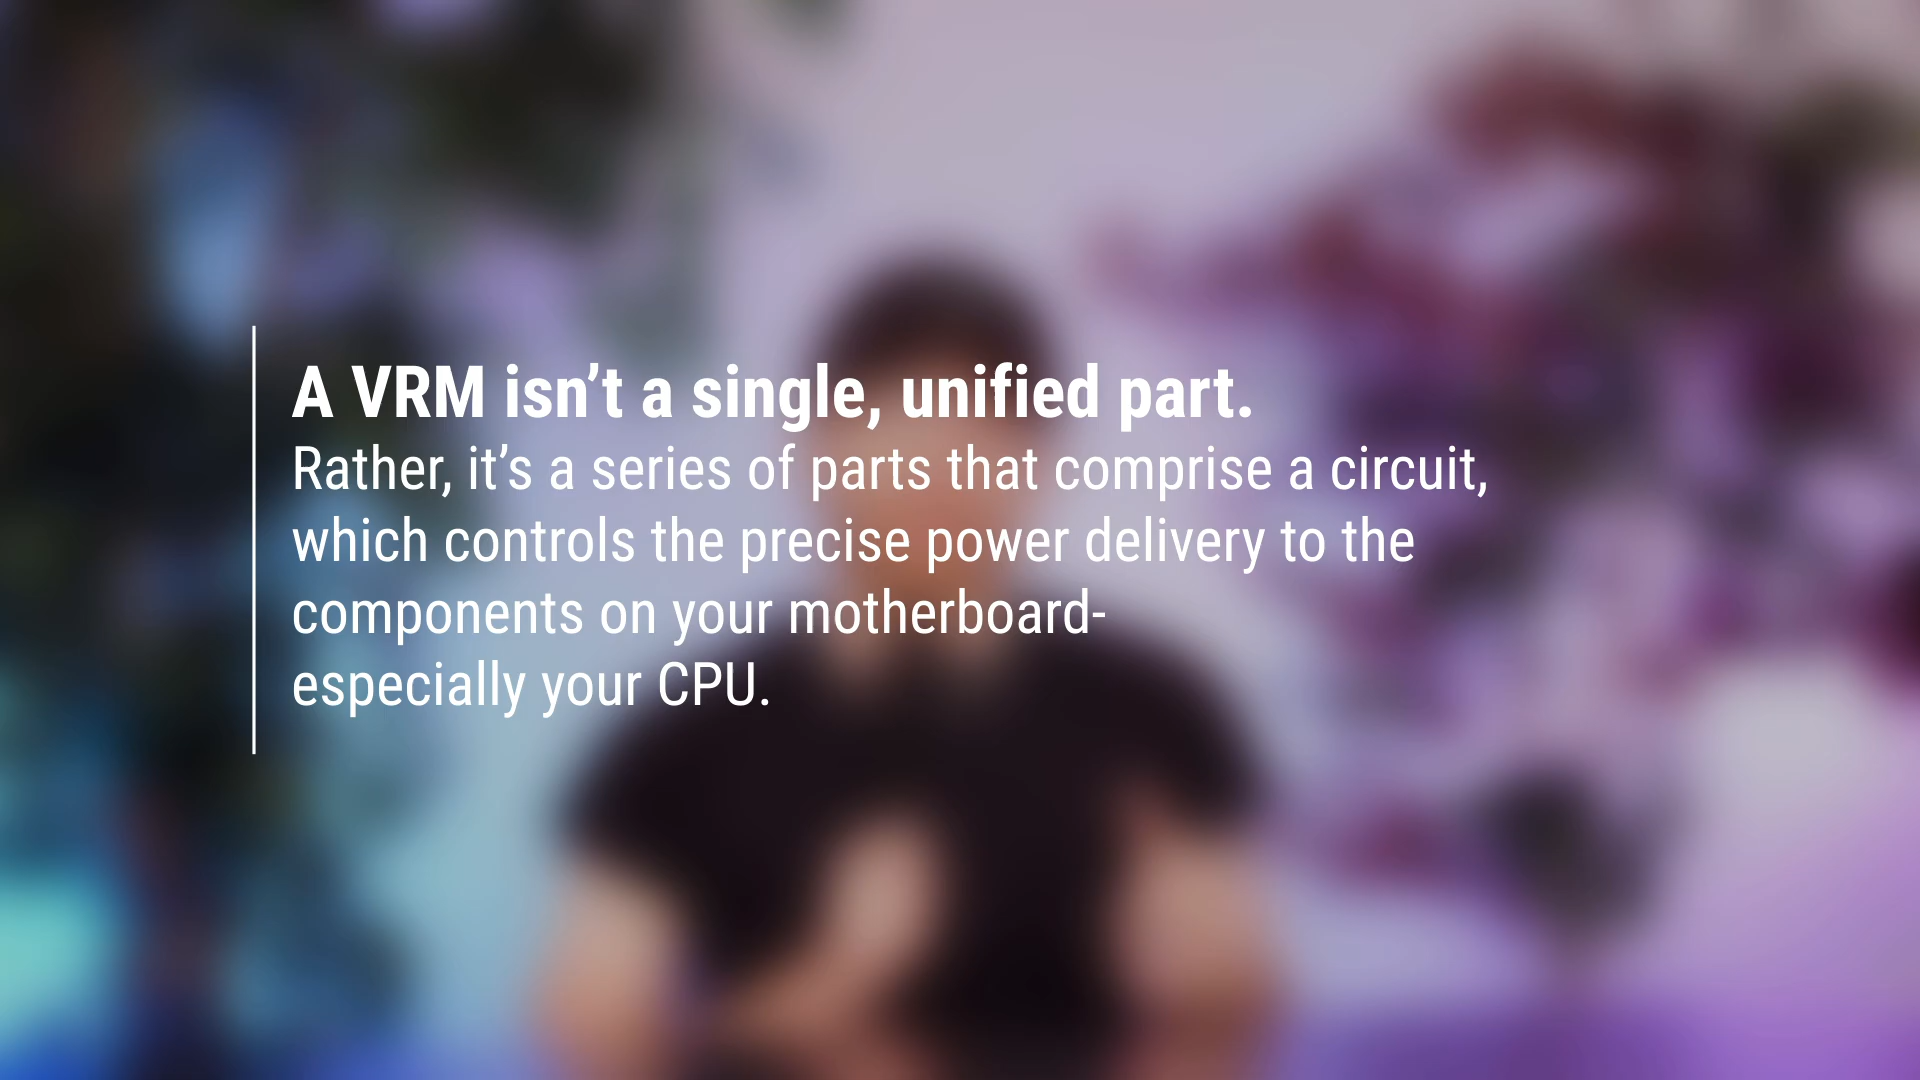 A VRM isn’t a single, unified part.
Rather, it’s a series of parts that comprise a circuit,
which controls the precise power delivery to the
components on your motherboard-
especially your CPU.